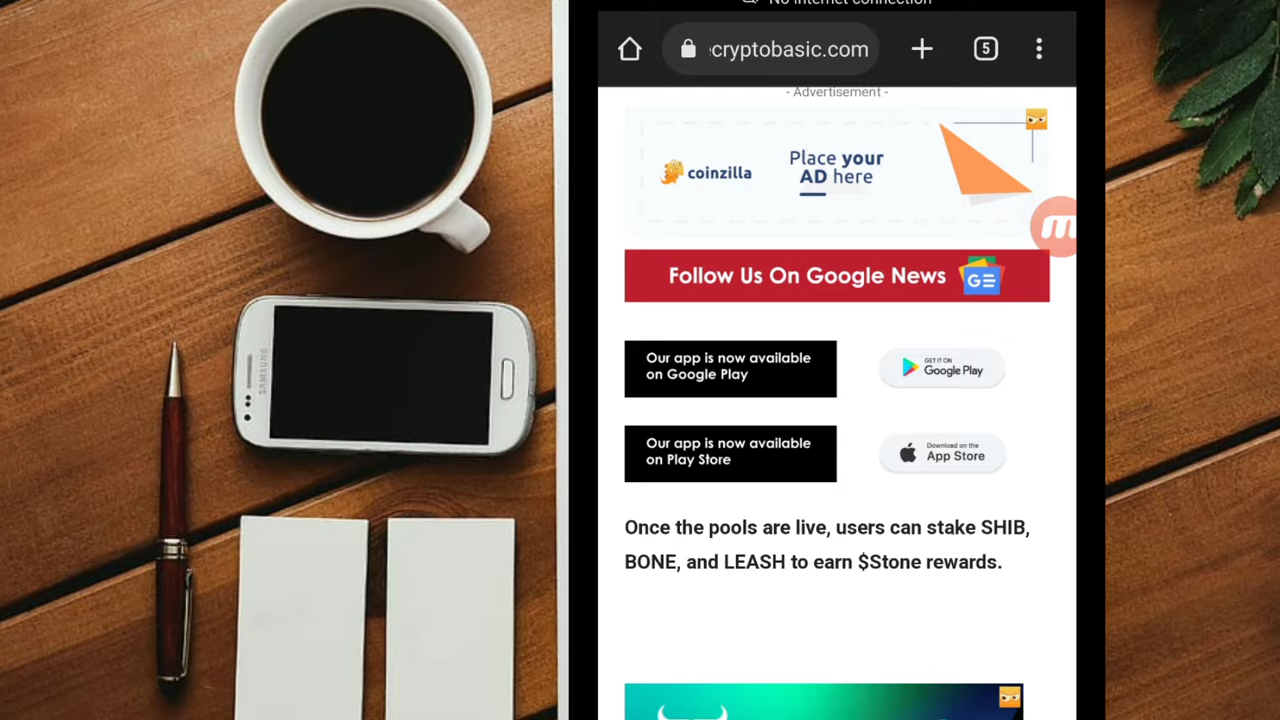 No internet connection
cryptobasic.com
5
- Advertisement -
coinzilla
Place your
AD here
Follow Us On Google News
GE
Our app is now available
on Google Play
GET IT ON
Google Play
Our app is now available
on Play Store
Download on the
App Store
Once the pools are live, users can stake SHIB,
BONE, and LEASH to earn $Stone rewards.
SAMSUNG